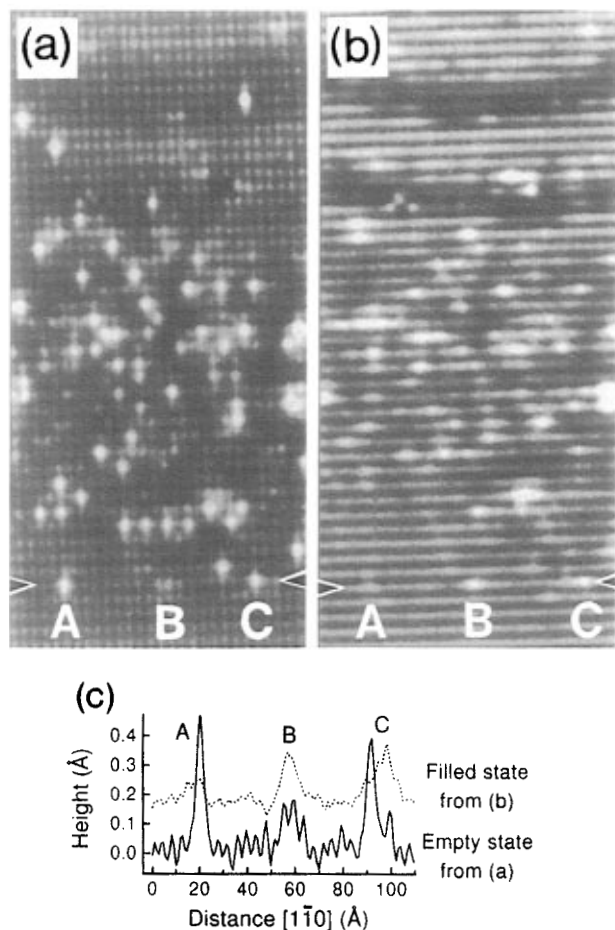 (a)
(b)
A B C
A B C
(c)
A
B
C
0.4
0.3
0.2
0.1
0.0
Height (Å)
0 20 40 60 80 100
Distance [11̄0] (Å)
Filled state
from (b)
Empty state
from (a)